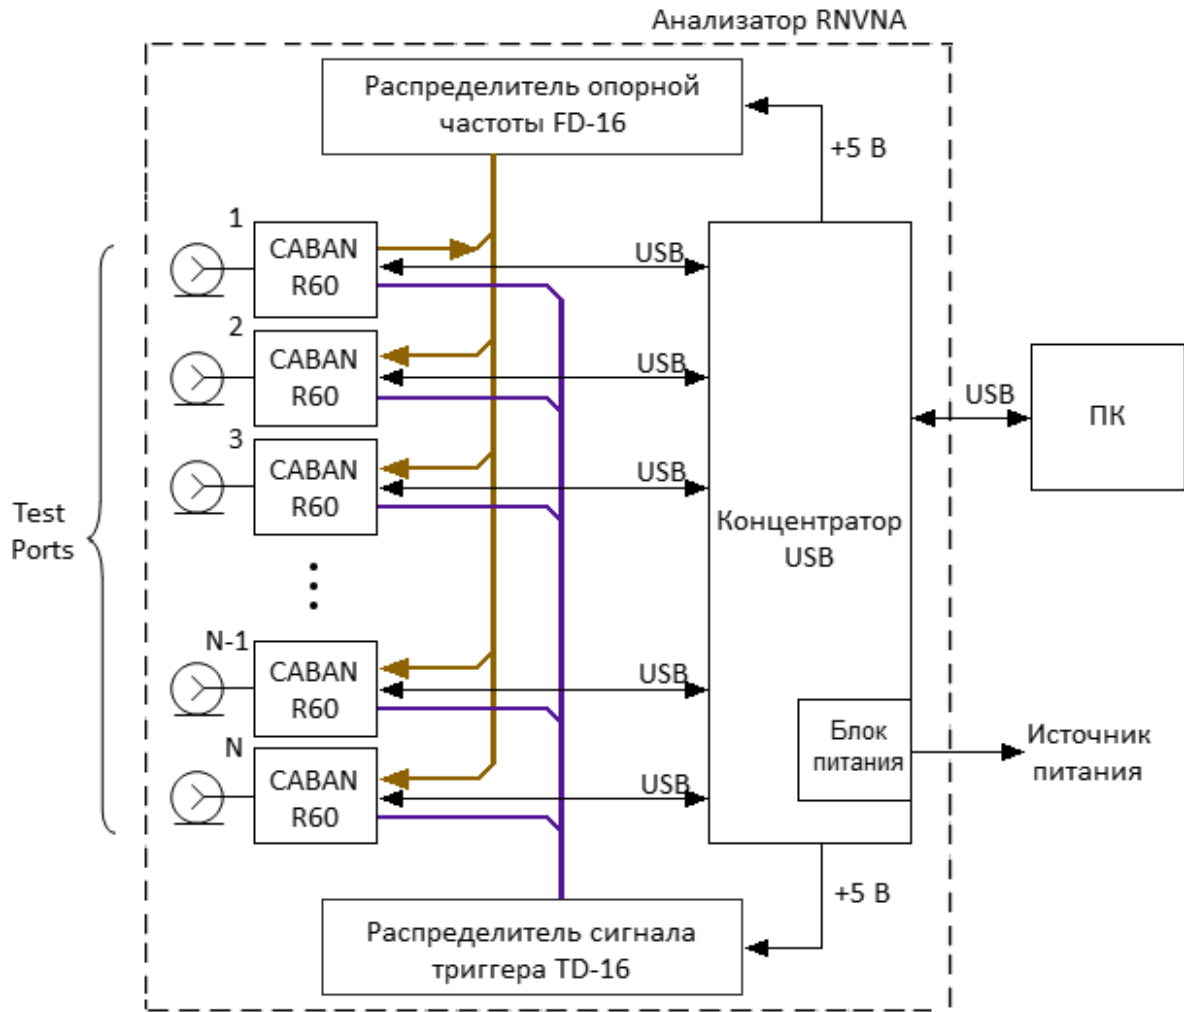 Анализатор RNVNA
Распределитель опорной
частоты FD-16
+5 В
1
CABAN
R60
USB
2
CABAN
R60
USB
3
CABAN
R60
USB
Test
Ports
Концентратор
USB
USB
ПК
N-1
CABAN
R60
USB
N
CABAN
R60
USB
Блок
питания
Источник
питания
+5 В
Распределитель сигнала
триггера TD-16